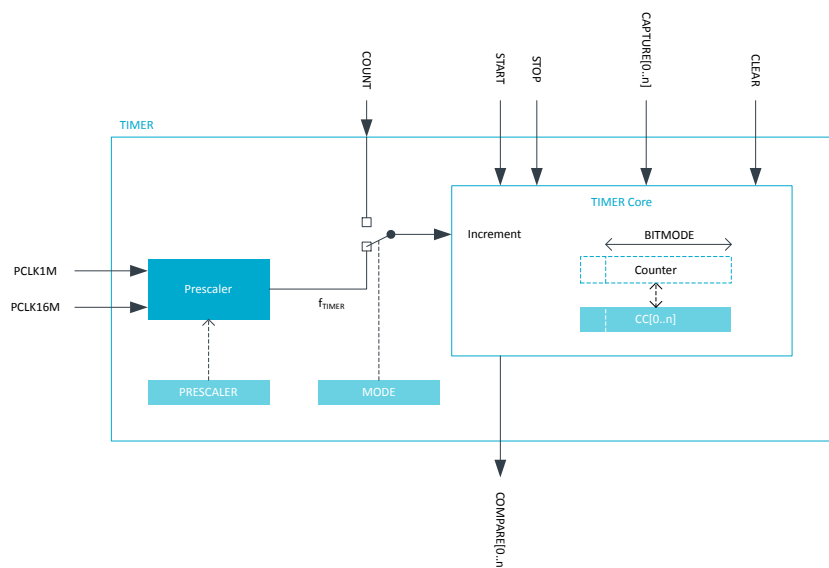 COUNT
START
STOP
CAPTURE[0..n]
CLEAR
TIMER
TIMER Core
Increment
BITMODE
Counter
CC[0..n]
PCLK1M
PCLK16M
Prescaler
fTIMER
PRESCALER
MODE
COMPARE[0..n